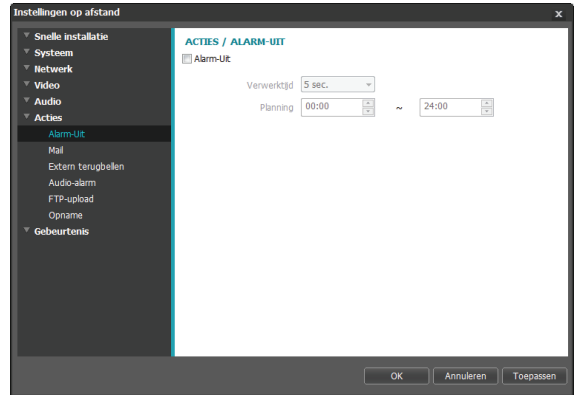 Instellingen op afstand
x
Snelle installatie
Systeem
Netwerk
Video
Audio
Acties
Alarm-Uit
Mail
Extern terugbellen
Audio-alarm
FTP-upload
Opname
Gebeurtenis
ACTIES / ALARM-UIT
Alarm-Uit
Verwerktijd 5 sec.
Planning 00:00 ~ 24:00
OK Annuleren Toepassen